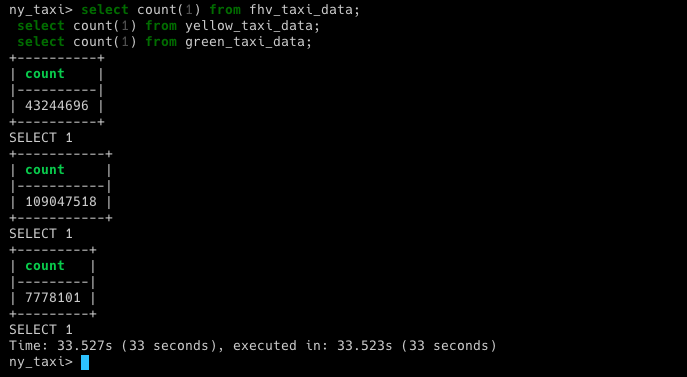 ny_taxi> select count(1) from fhv_taxi_data;
 select count(1) from yellow_taxi_data;
 select count(1) from green_taxi_data;
+----------+
| count    |
|----------|
| 43244696 |
+----------+
SELECT 1
+-----------+
| count     |
|-----------|
| 109047518 |
+-----------+
SELECT 1
+---------+
| count   |
|---------|
| 7778101 |
+---------+
SELECT 1
Time: 33.527s (33 seconds), executed in: 33.523s (33 seconds)
ny_taxi>